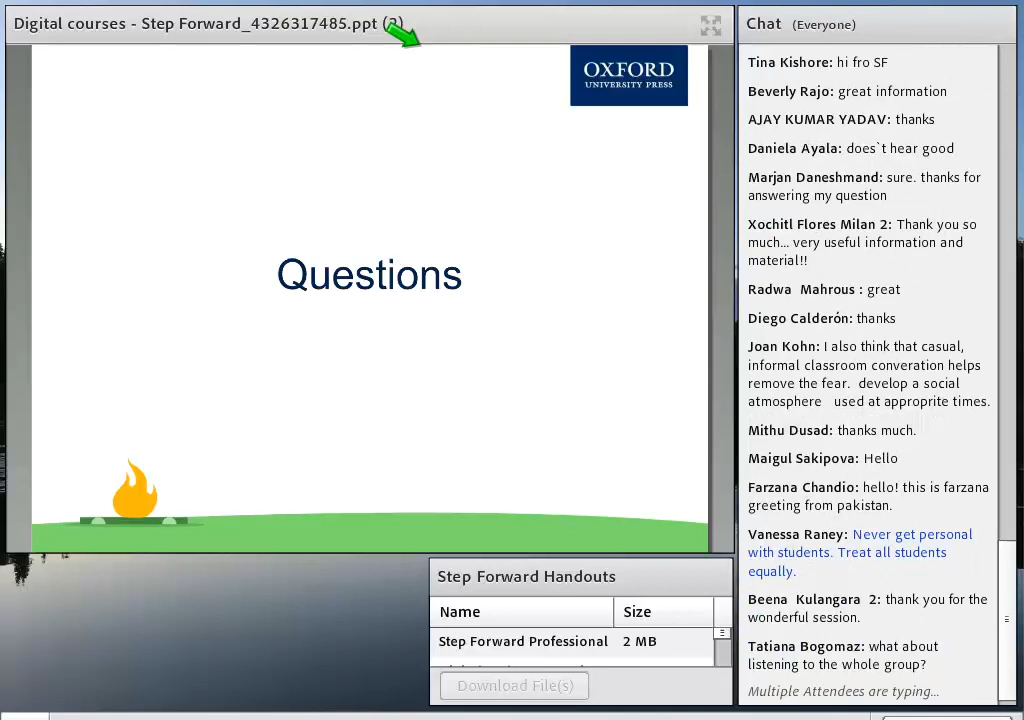 Digital courses - Step Forward_4326317485.ppt (2)
OXFORD
UNIVERSITY PRESS
Questions
Step Forward Handouts
Name Size
Step Forward Professional 2 MB
Download File(s)
Chat (Everyone)
Tina Kishore: hi fro SF
Beverly Rajo: great information
AJAY KUMAR YADAV: thanks
Daniela Ayala: does`t hear good
Marjan Daneshmand: sure. thanks for
answering my question
Xochitl Flores Milan 2: Thank you so
much... very useful information and
material!!
Radwa Mahrous : great
Diego Calderón: thanks
Joan Kohn: I also think that casual,
informal classroom converation helps
remove the fear. develop a social
atmosphere used at approprite times.
Mithu Dusad: thanks much.
Maigul Sakipova: Hello
Farzana Chandio: hello! this is farzana
greeting from pakistan.
Vanessa Raney: Never get personal
with students. Treat all students
equally.
Beena Kulangara 2: thank you for the
wonderful session.
Tatiana Bogomaz: what about
listening to the whole group?
Multiple Attendees are typing...